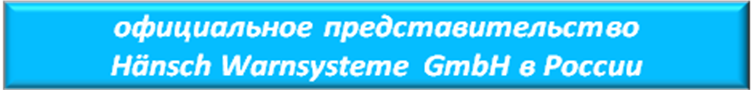 официальное представительство
Hänsch Warnsysteme GmbH в России